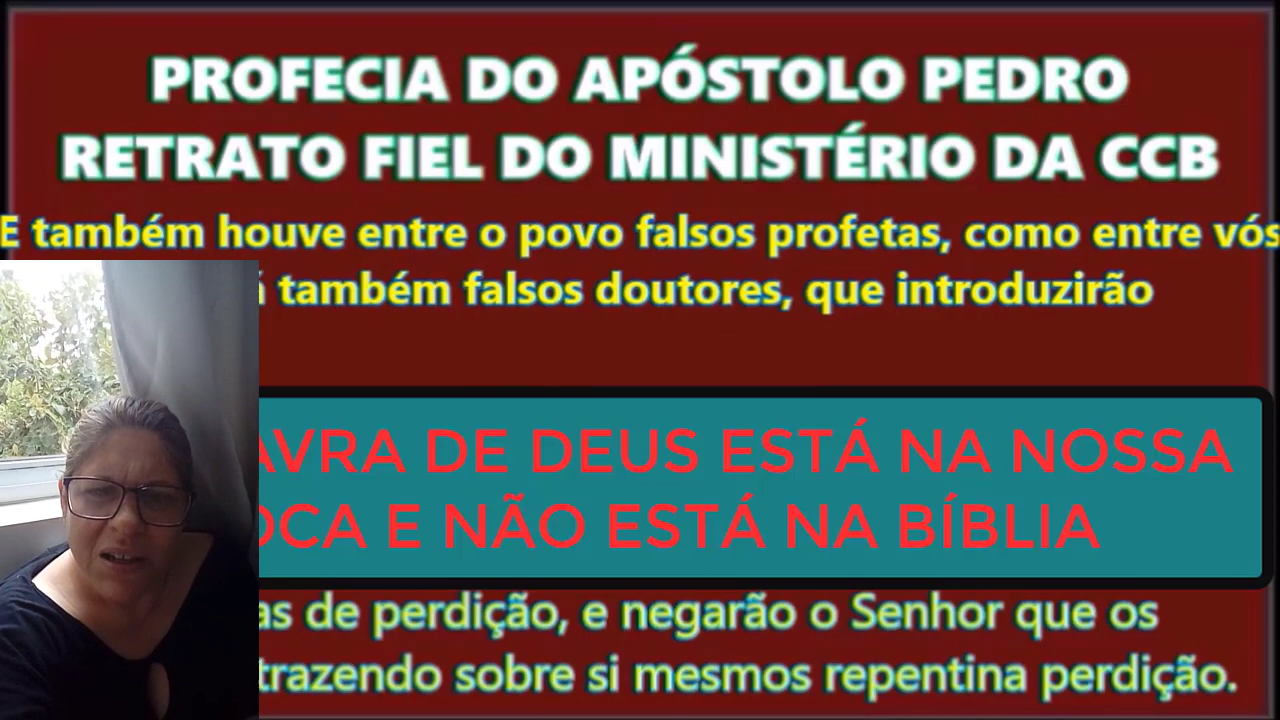 PROFECIA DO APÓSTOLO PEDRO
RETRATO FIEL DO MINISTÉRIO DA CCB
E também houve entre o povo falsos profetas, como entre vós
também falsos doutores, que introduzirão
DE DEUS ESTÁ NA NOSSA
E NÃO ESTÁ NA BÍBLIA
de perdição, e negarão o Senhor que os
trazendo sobre si mesmos repentina perdição.